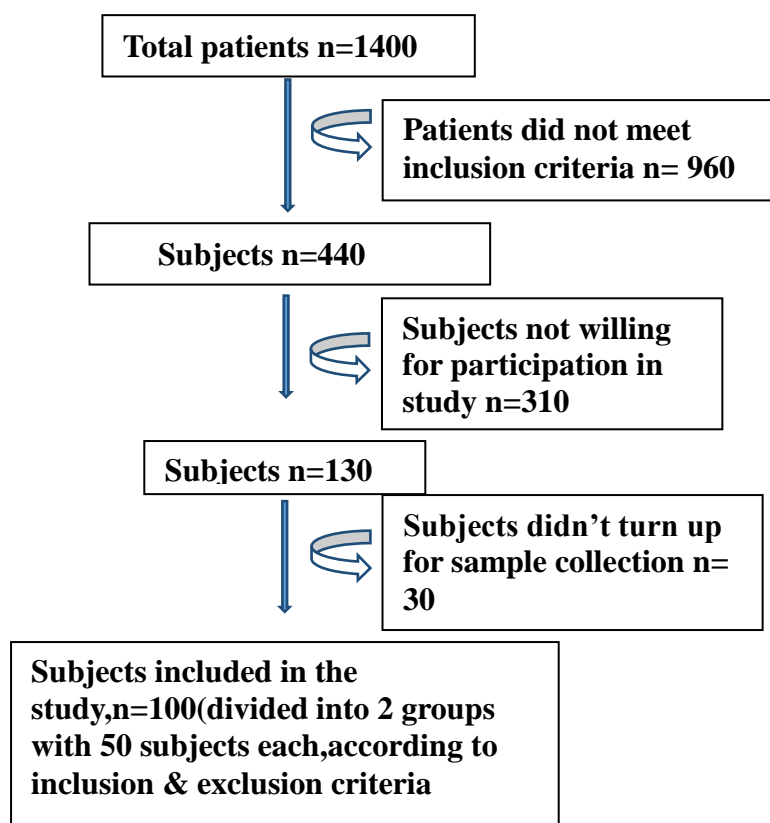 Total patients n=1400
Patients did not meet
inclusion criteria n= 960
Subjects n=440
Subjects not willing
for participation in
study n=310
Subjects n=130
Subjects didn’t turn up
for sample collection n=
30
Subjects included in the
study,n=100(divided into 2 groups
with 50 subjects each,according to
inclusion & exclusion criteria